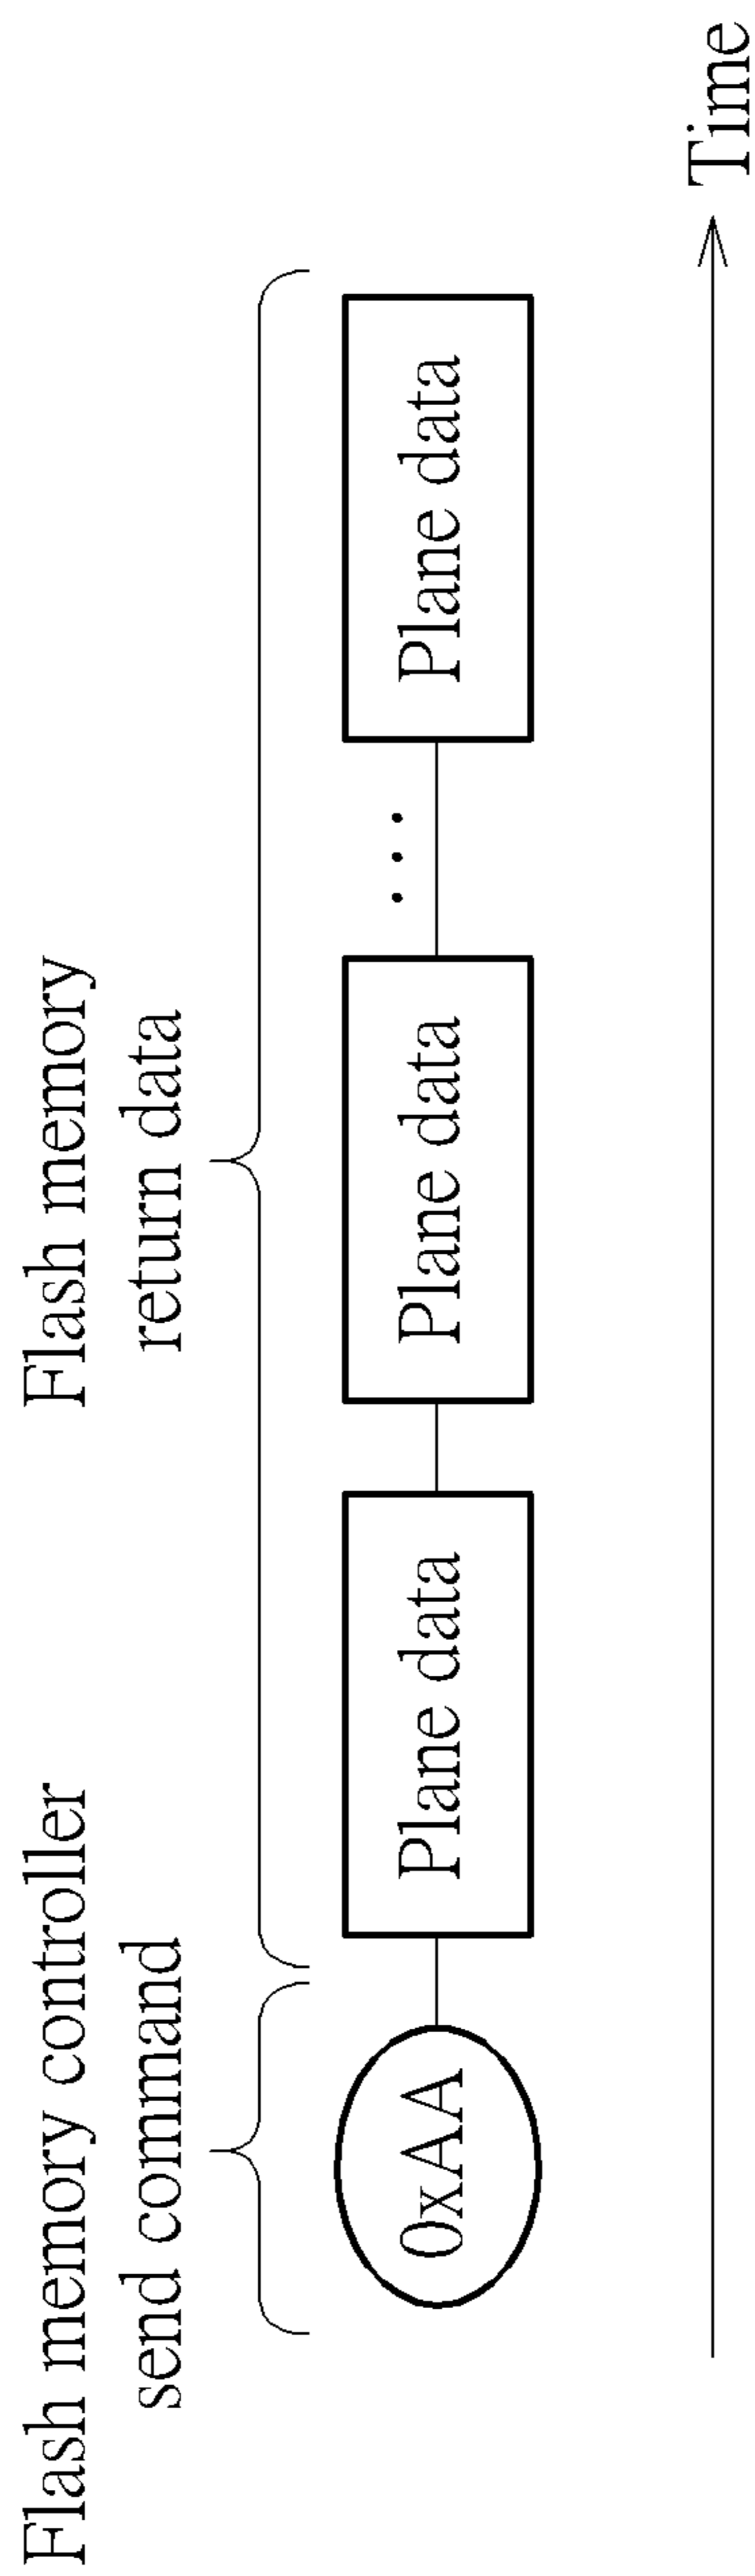 Flash memory controller
send command
Flash memory
return data
0xAA
Plane data
Plane data
...
Plane data
Time